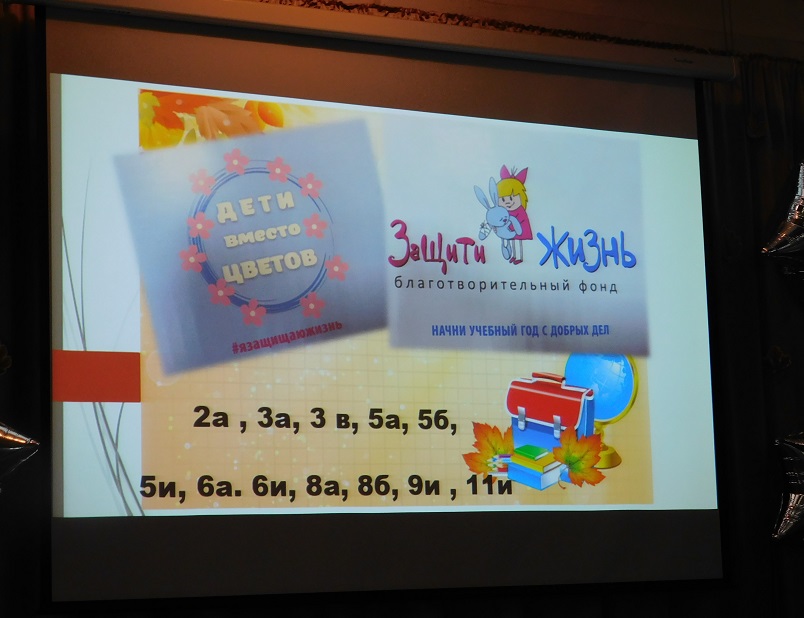 ДЕТИ
вместо
ЦВЕТОВ
#язащищаюжизнь
Защити жизнь
благотворительный фонд
НАЧНИ УЧЕБНЫЙ ГОД С ДОБРЫХ ДЕЛ
2а , 3а, 3 в, 5а, 5б,
5и, 6а. 6и, 8а, 8б, 9и , 11и